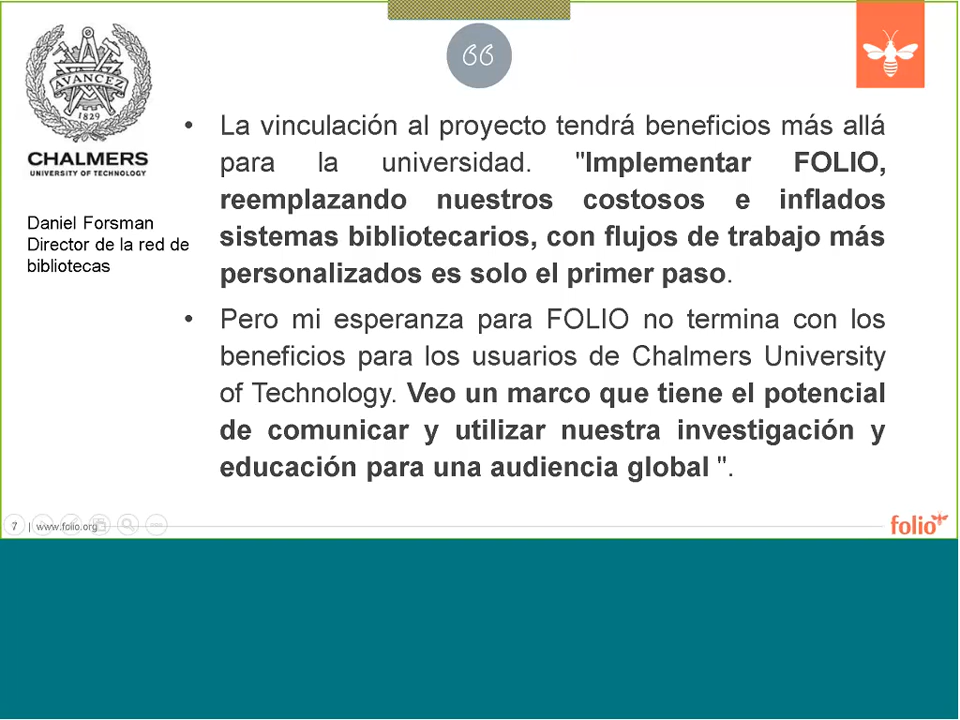 AVANCEZ
1829
CHALMERS
UNIVERSITY OF TECHNOLOGY
Daniel Forsman
Director de la red de
bibliotecas
• La vinculación al proyecto tendrá beneficios más allá
para la universidad. "Implementar FOLIO,
reemplazando nuestros costosos e inflados
sistemas bibliotecarios, con flujos de trabajo más
personalizados es solo el primer paso.
• Pero mi esperanza para FOLIO no termina con los
beneficios para los usuarios de Chalmers University
of Technology. Veo un marco que tiene el potencial
de comunicar y utilizar nuestra investigación y
educación para una audiencia global ".
7 | www.folio.org
folio